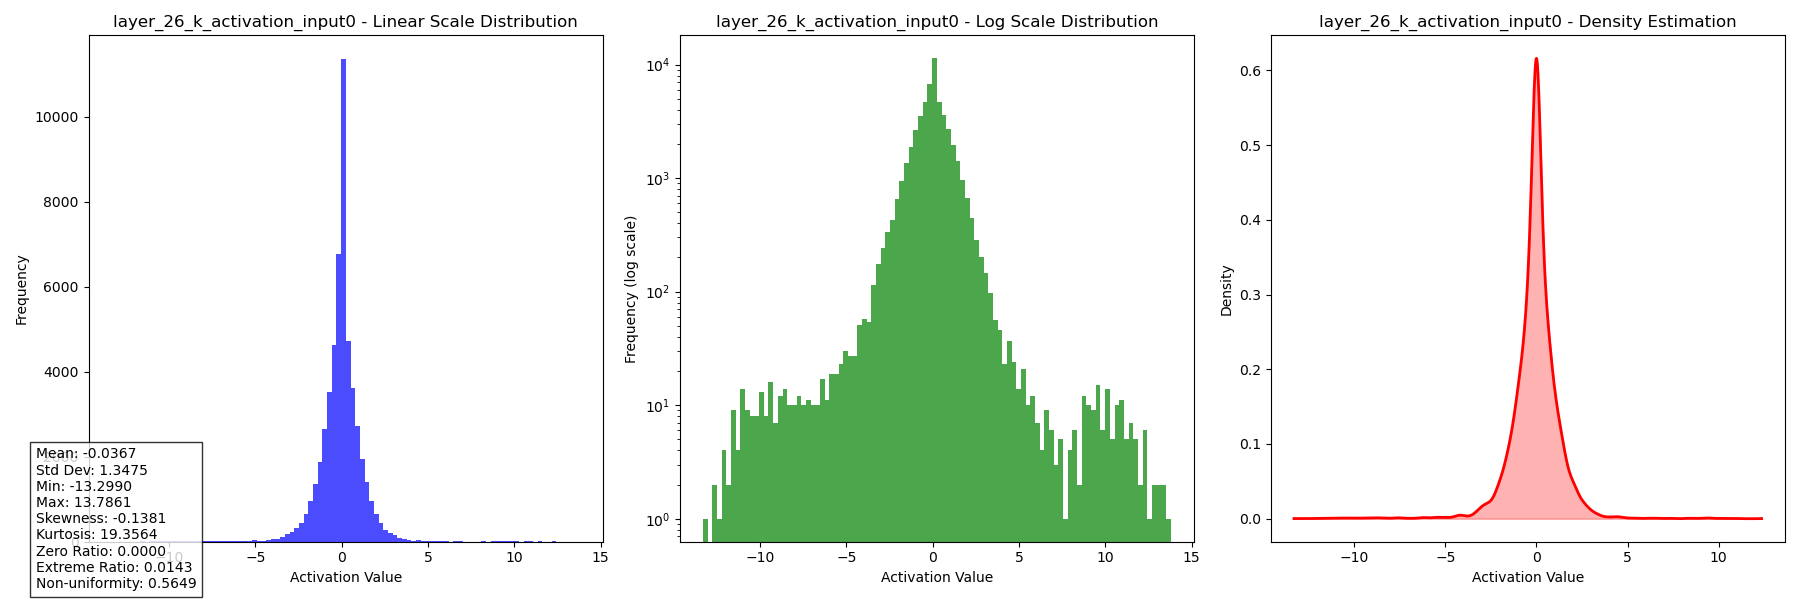 layer_26_k_activation_input0 - Linear Scale Distribution
Frequency
10000
8000
6000
4000
2000
0
−10
−5
0
5
10
15
Activation Value
Mean: -0.0367
Std Dev: 1.3475
Min: -13.2990
Max: 13.7861
Skewness: -0.1381
Kurtosis: 19.3564
Zero Ratio: 0.0000
Extreme Ratio: 0.0143
Non-uniformity: 0.5649
layer_26_k_activation_input0 - Log Scale Distribution
Frequency (log scale)
10⁴
10³
10²
10¹
10⁰
−10
−5
0
5
10
15
Activation Value
layer_26_k_activation_input0 - Density Estimation
Density
0.6
0.5
0.4
0.3
0.2
0.1
0.0
−10
−5
0
5
10
Activation Value